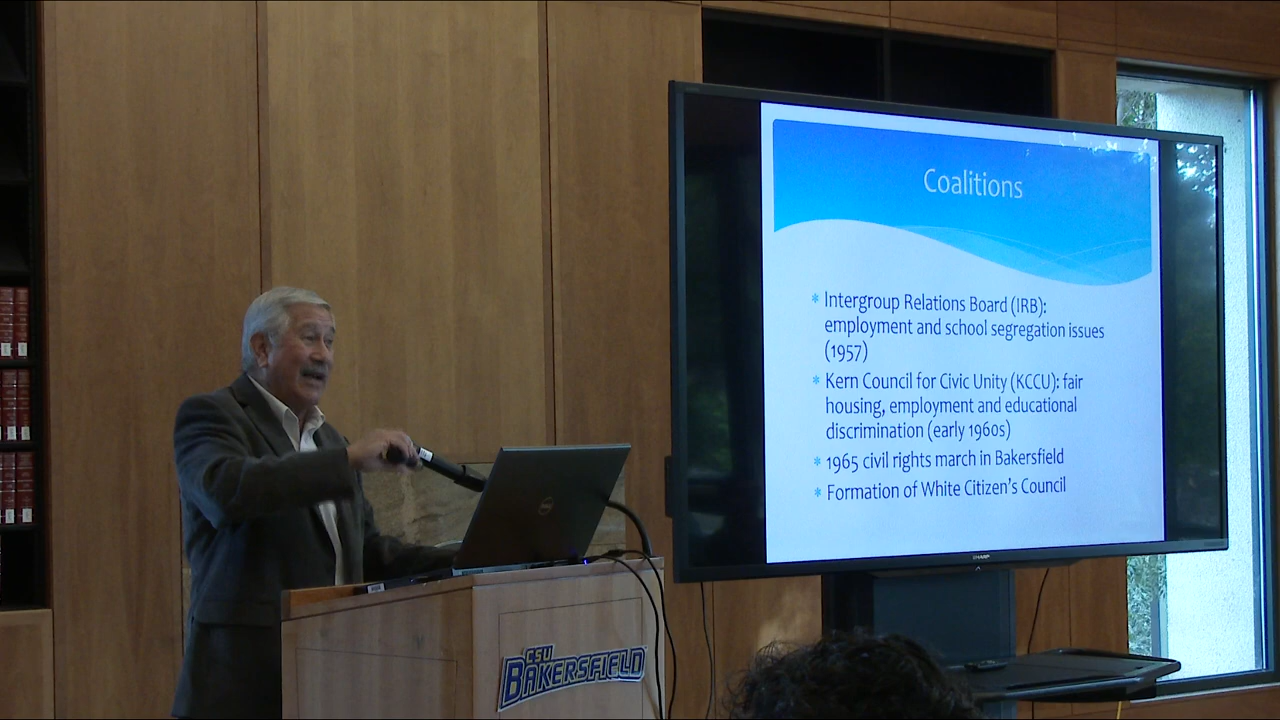 Coalitions
* Intergroup Relations Board (IRB):
employment and school segregation issues
(1957)
* Kern Council for Civic Unity (KCCU): fair
housing, employment and educational
discrimination (early 1960s)
* 1965 civil rights march in Bakersfield
* Formation of White Citizen's Council
SHARP
DELL
CSU
BAKERSFIELD